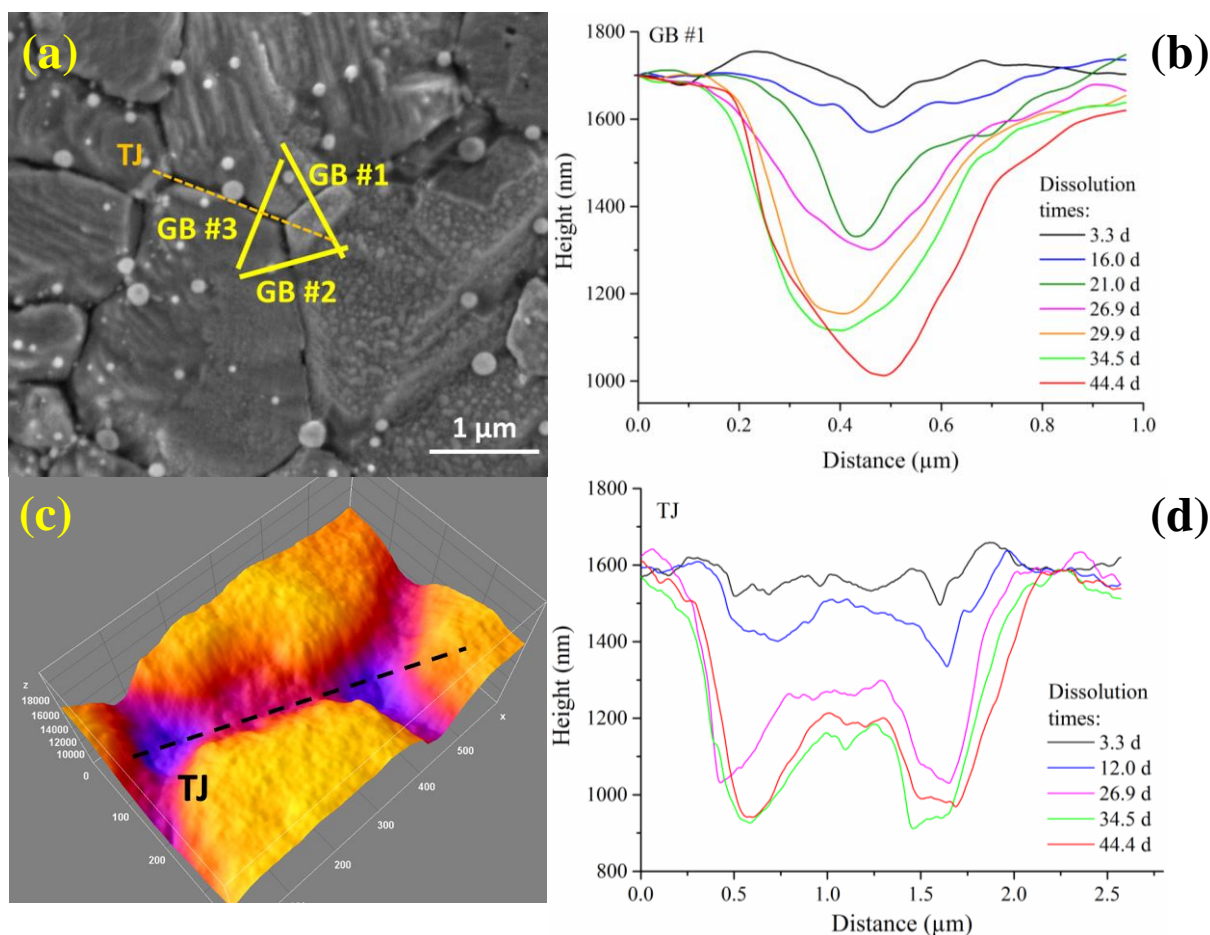 (a)
TJ
GB #1
GB #3
GB #2
1 µm
(b)
GB #1
Height (nm)
1800
1600
1400
1200
1000
Dissolution
times:
3.3 d
16.0 d
21.0 d
26.9 d
29.9 d
34.5 d
44.4 d
0.0 0.2 0.4 0.6 0.8 1.0
Distance (µm)
(c)
z
18000
16000
14000
12000
10000
0
100
200
TJ
200
300
400
500
x
(d)
TJ
Height (nm)
1800
1600
1400
1200
1000
800
Dissolution
times:
3.3 d
12.0 d
26.9 d
34.5 d
44.4 d
0.0 0.5 1.0 1.5 2.0 2.5
Distance (µm)